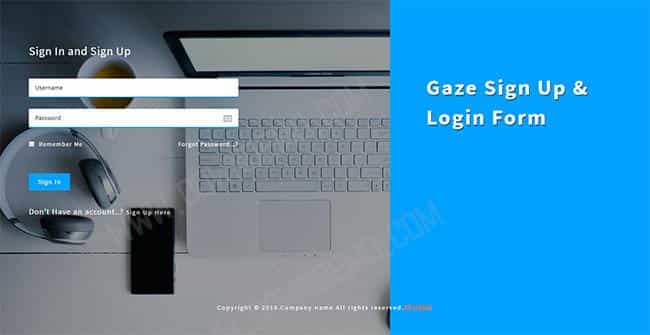 Sign In and Sign Up
Gaze Sign Up &
Login Form
Username
Password
Remember Me
Forgot Password..?
Sign In
Don't Have an account..? Sign Up Here
Copyright © 2016.Company name All rights reserved.